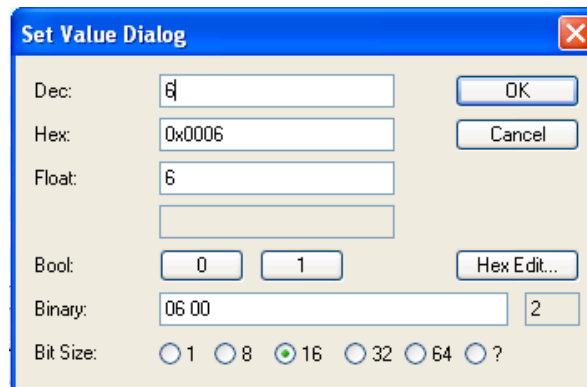 Set Value Dialog
Dec: 6 OK
Hex: 0x0006 Cancel
Float: 6
Bool: 0 1 Hex Edit...
Binary: 06 00 2
Bit Size: 1 8 16 32 64 ?